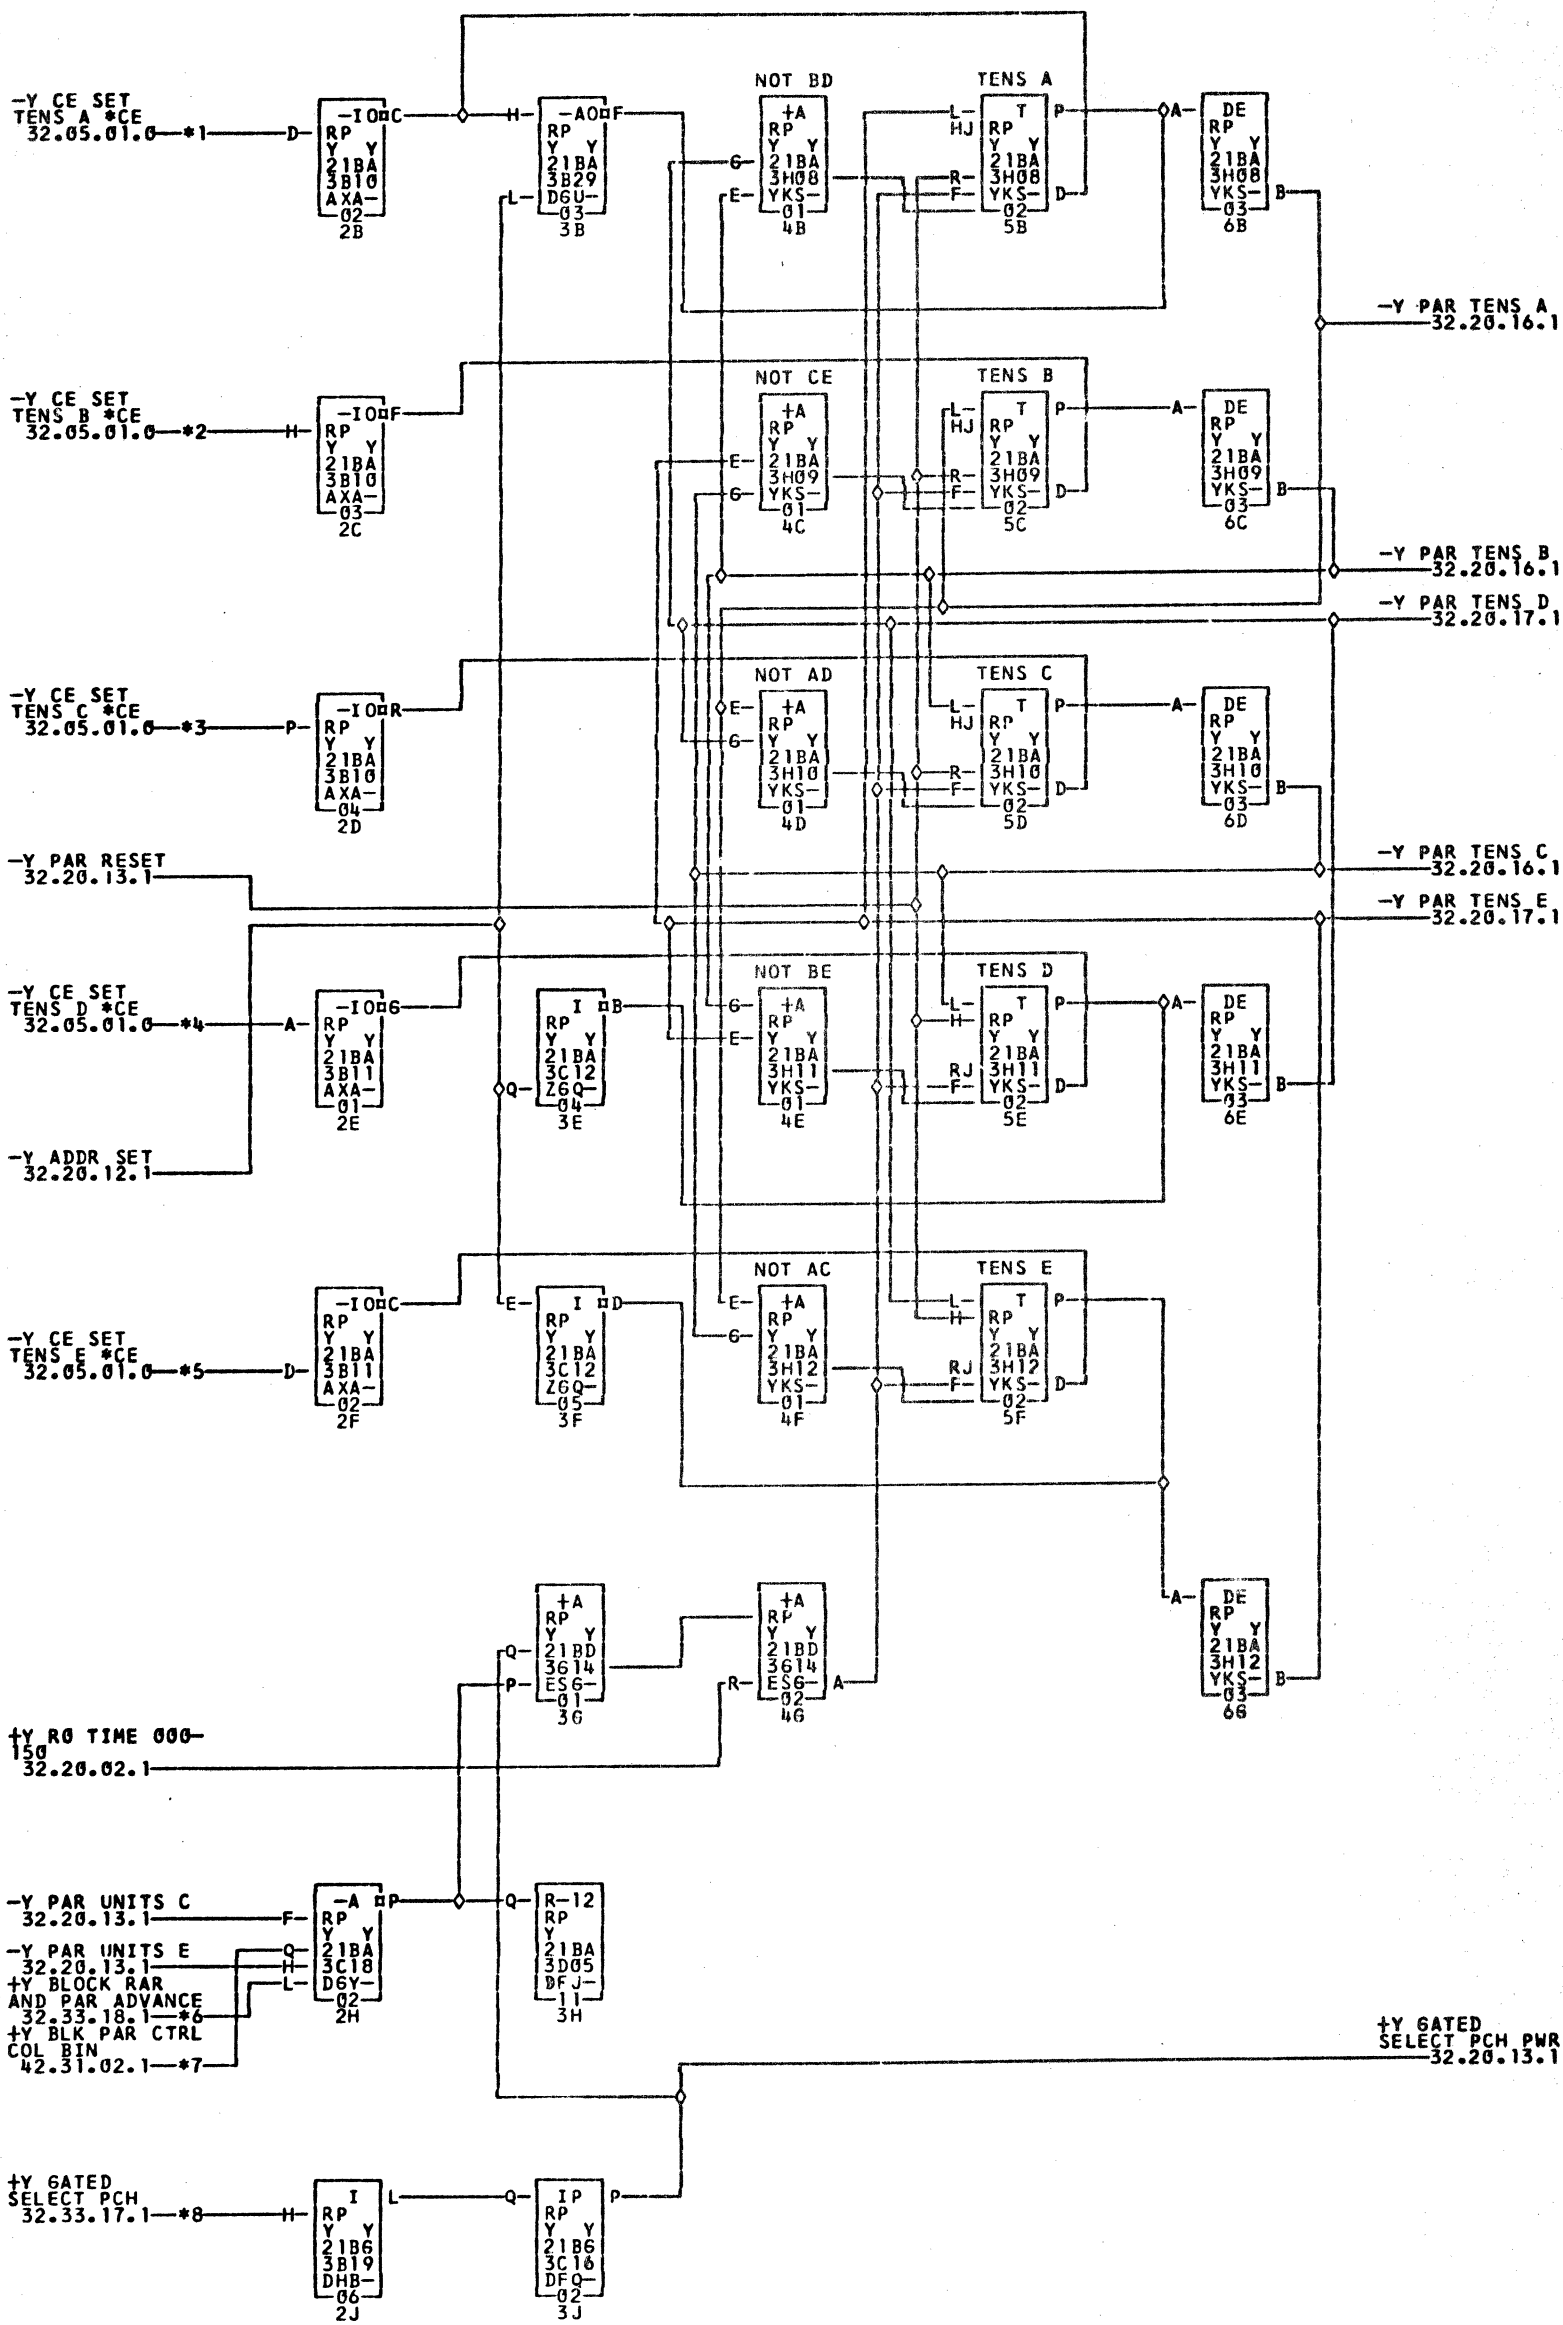 -Y CE SET
TENS A *CE
32.05.01.0 *1 D-
-IO C
RP
Y Y
21BA
3B10
AXA-
02
2B
H-
-AO F
RP
Y Y
21BA
3B29
L- D6U-
03
3B
NOT BD
+A
RP
Y Y
G- 21BA
3H08
E- YKS-
01
4B
TENS A
L- T P
HJ RP
Y Y
21BA
R- 3H08
F- YKS- D
02
5B
A- DE
RP
Y Y
21BA
3H08
YKS- B
03
6B
-Y PAR TENS A
32.20.16.1
-Y CE SET
TENS B *CE
32.05.01.0 *2 H-
-IO F
RP
Y Y
21BA
3B10
AXA-
03
2C
NOT CE
+A
RP
Y Y
E- 21BA
3H09
G- YKS-
01
4C
TENS B
L- T P
HJ RP
Y Y
21BA
R- 3H09
F- YKS- D
02
5C
A- DE
RP
Y Y
21BA
3H09
YKS- B
03
6C
-Y PAR TENS B
32.20.16.1
-Y PAR TENS D
32.20.17.1
-Y CE SET
TENS C *CE
32.05.01.0 *3 P-
-IO R
RP
Y Y
21BA
3B10
AXA-
04
2D
NOT AD
E- +A
RP
G- Y Y
21BA
3H10
YKS-
01
4D
TENS C
L- T P
HJ RP
Y Y
21BA
R- 3H10
F- YKS- D
02
5D
A- DE
RP
Y Y
21BA
3H10
YKS- B
03
6D
-Y PAR RESET
32.20.13.1
-Y PAR TENS C
32.20.16.1
-Y PAR TENS E
32.20.17.1
-Y CE SET
TENS D *CE
32.05.01.0 *4 A-
-IO G
RP
Y Y
21BA
3B11
AXA-
01
2E
I B
RP
Y Y
21BA
3C12
Q- Z6Q-
04
3E
NOT BE
G- +A
RP
E- Y Y
21BA
3H11
YKS-
01
4E
TENS D
L- T P
H- RP
Y Y
21BA
RJ 3H11
F- YKS- D
02
5E
A- DE
RP
Y Y
21BA
3H11
YKS- B
03
6E
-Y ADDR SET
32.20.12.1
-Y CE SET
TENS E *CE
32.05.01.0 *5 D-
-IO C
RP
Y Y
21BA
3B11
AXA-
02
2F
E- I D
RP
Y Y
21BA
3C12
Z6Q-
05
3F
NOT AC
E- +A
RP
G- Y Y
21BA
3H12
YKS-
01
4F
TENS E
L- T P
H- RP
Y Y
21BA
RJ 3H12
F- YKS- D
02
5F
+A
RP
Y Y
Q- 21BD
3G14
P- ES6-
01
3G
+A
RP
Y Y
21BD
3G14
R- ES6- A
02
4G
A- DE
RP
Y Y
21BA
3H12
YKS- B
03
6G
+Y RO TIME 000-
150
32.20.02.1
-Y PAR UNITS C
32.20.13.1 F-
-Y PAR UNITS E Q-
32.20.13.1 H-
+Y BLOCK RAR L-
AND PAR ADVANCE
32.33.18.1 *6
+Y BLK PAR CTRL
COL BIN
42.31.02.1 *7
-A P
RP
Y Y
21BA
3C18
D6Y-
02
2H
Q- R-12
RP
Y
21BA
3D05
DFJ-
11
3H
+Y GATED
SELECT PCH PWR
32.20.13.1
+Y GATED
SELECT PCH
32.33.17.1 *8 H-
I L
RP
Y Y
21B6
3B19
DHB-
06
2J
Q- IP P
RP
Y Y
21B6
3C16
DFQ-
02
3J